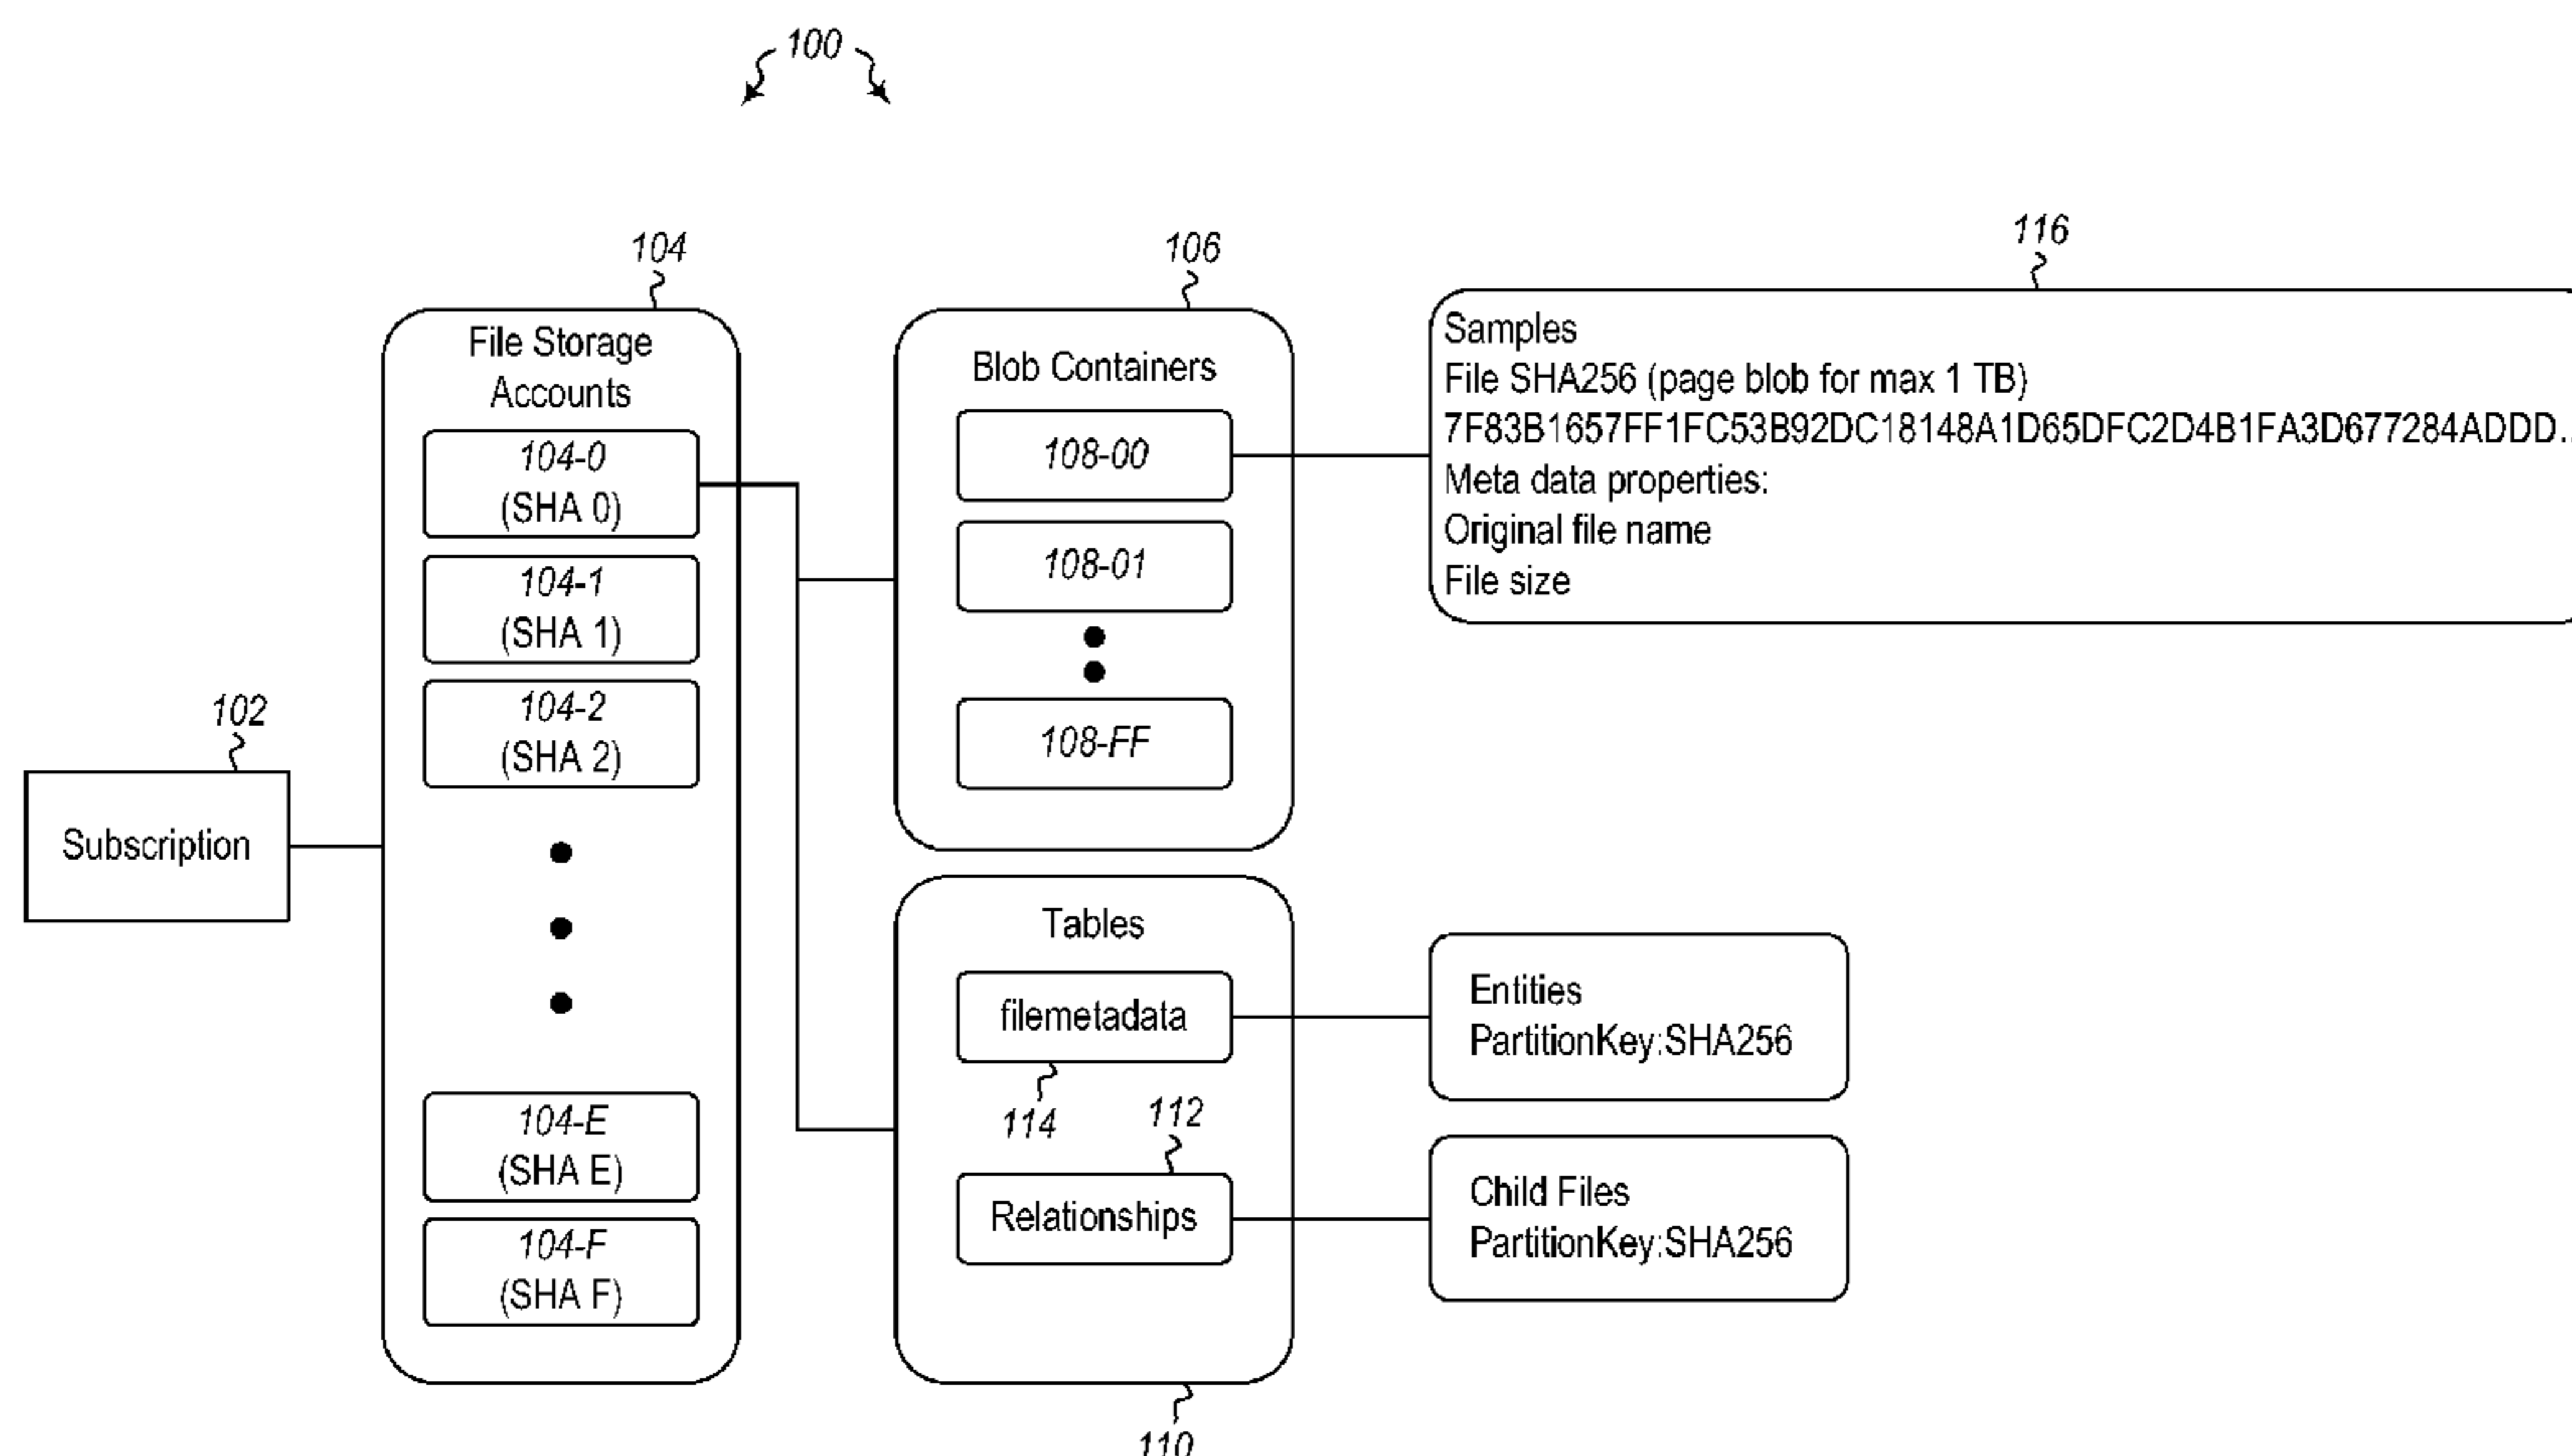 100
104
106
116
File Storage
Accounts
104-0
(SHA 0)
104-1
(SHA 1)
104-2
(SHA 2)
104-E
(SHA E)
104-F
(SHA F)
102
Subscription
Blob Containers
108-00
108-01
108-FF
Samples
File SHA256 (page blob for max 1 TB)
7F83B1657FF1FC53B92DC18148A1D65DFC2D4B1FA3D677284ADDD..
Meta data properties:
Original file name
File size
Tables
filemetadata
114
112
Relationships
110
Entities
PartitionKey:SHA256
Child Files
PartitionKey:SHA256